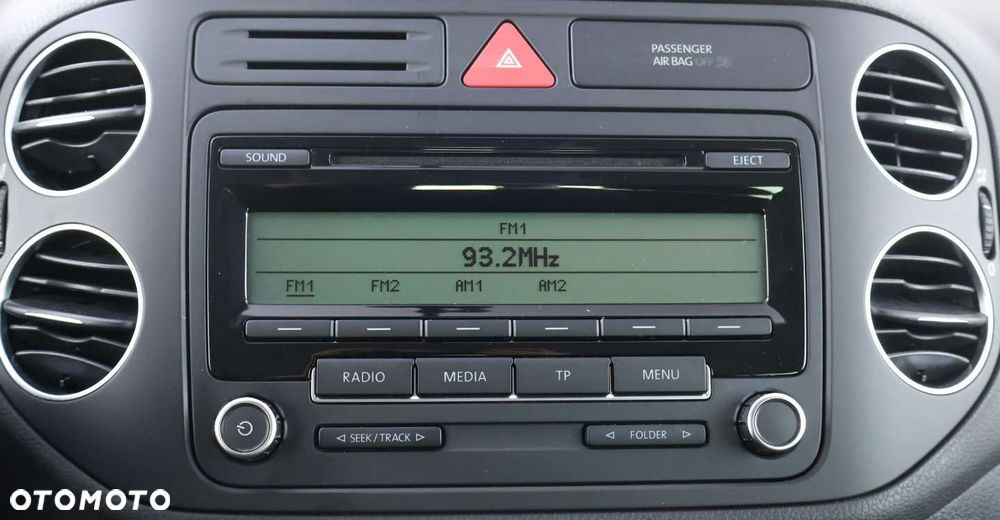 PASSENGER
AIR BAG OFF
SOUND
EJECT
FM1
93.2MHz
FM1 FM2 AM1 AM2
RADIO MEDIA TP MENU
SEEK/TRACK
FOLDER
OTOMOTO